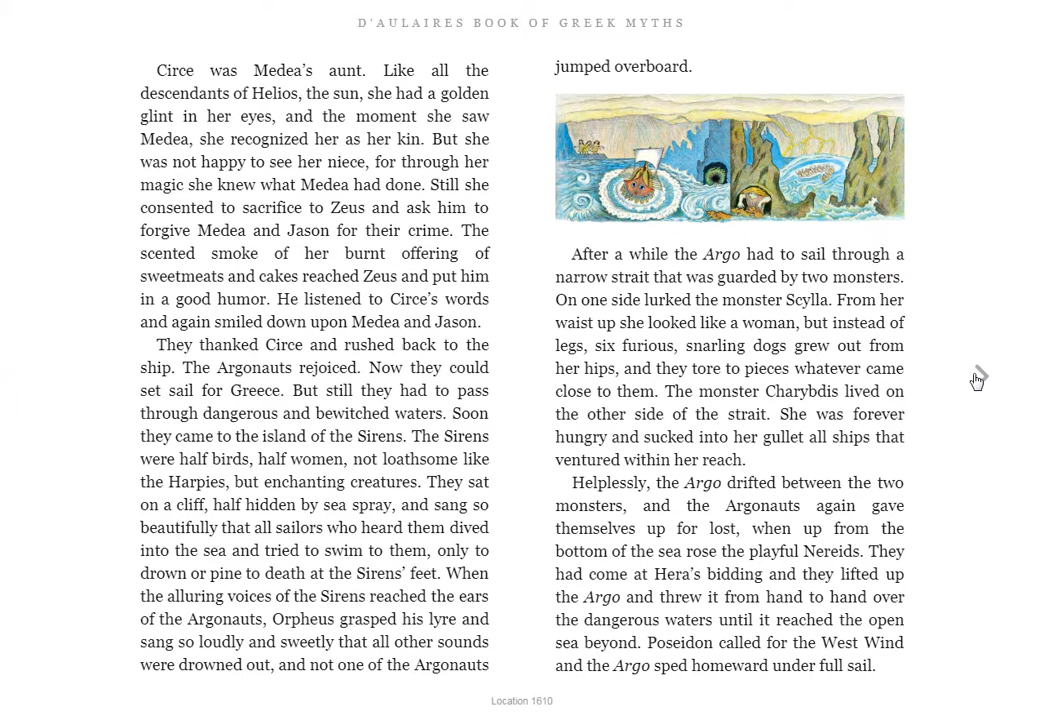 D'AULAIRES BOOK OF GREEK MYTHS
Circe was Medea's aunt. Like all the
descendants of Helios, the sun, she had a golden
glint in her eyes, and the moment she saw
Medea, she recognized her as her kin. But she
was not happy to see her niece, for through her
magic she knew what Medea had done. Still she
consented to sacrifice to Zeus and ask him to
forgive Medea and Jason for their crime. The
scented smoke of her burnt offering of
sweetmeats and cakes reached Zeus and put him
in a good humor. He listened to Circe's words
and again smiled down upon Medea and Jason.
They thanked Circe and rushed back to the
ship. The Argonauts rejoiced. Now they could
set sail for Greece. But still they had to pass
through dangerous and bewitched waters. Soon
they came to the island of the Sirens. The Sirens
were half birds, half women, not loathsome like
the Harpies, but enchanting creatures. They sat
on a cliff, half hidden by sea spray, and sang so
beautifully that all sailors who heard them dived
into the sea and tried to swim to them, only to
drown or pine to death at the Sirens' feet. When
the alluring voices of the Sirens reached the ears
of the Argonauts, Orpheus grasped his lyre and
sang so loudly and sweetly that all other sounds
were drowned out, and not one of the Argonauts
jumped overboard.
After a while the Argo had to sail through a
narrow strait that was guarded by two monsters.
On one side lurked the monster Scylla. From her
waist up she looked like a woman, but instead of
legs, six furious, snarling dogs grew out from
her hips, and they tore to pieces whatever came
close to them. The monster Charybdis lived on
the other side of the strait. She was forever
hungry and sucked into her gullet all ships that
ventured within her reach.
Helplessly, the Argo drifted between the two
monsters, and the Argonauts again gave
themselves up for lost, when up from the
bottom of the sea rose the playful Nereids. They
had come at Hera's bidding and they lifted up
the Argo and threw it from hand to hand over
the dangerous waters until it reached the open
sea beyond. Poseidon called for the West Wind
and the Argo sped homeward under full sail.
Location 1610